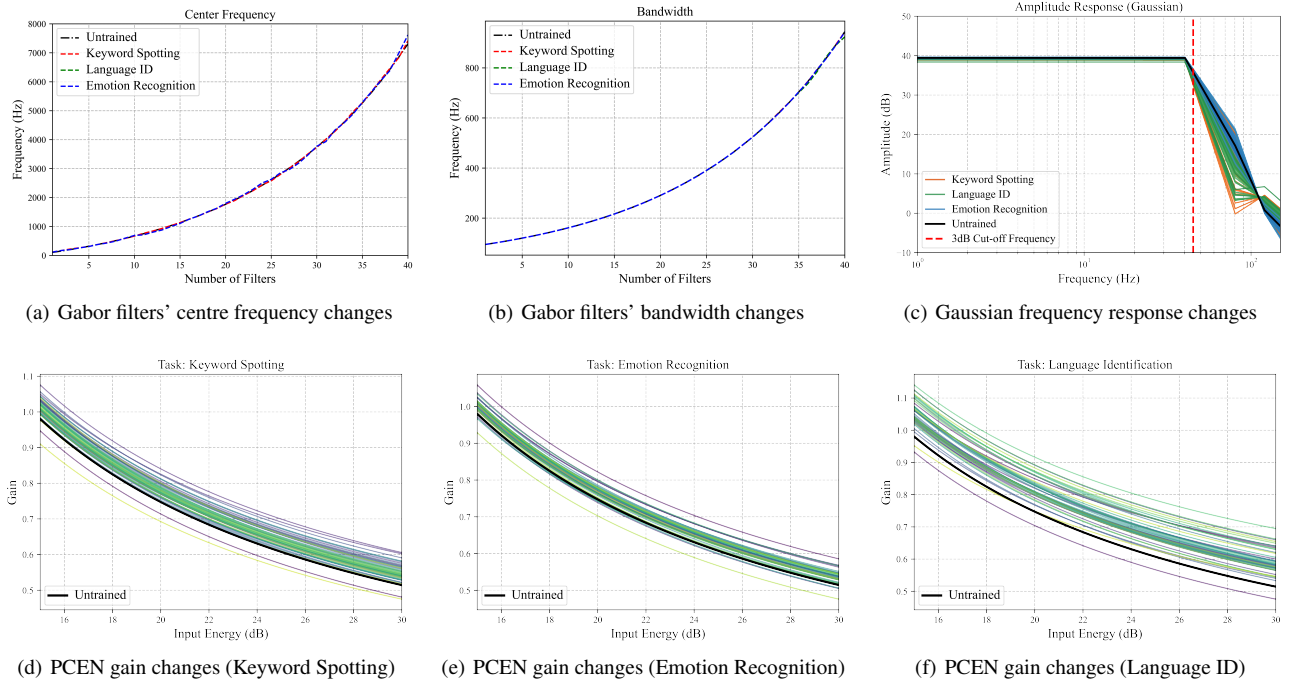 Center Frequency
8000
7000
6000
5000
4000
3000
2000
1000
0
Frequency (Hz)
Untrained
Keyword Spotting
Language ID
Emotion Recognition
5 10 15 20 25 30 35 40
Number of Filters
(a) Gabor filters' centre frequency changes
Bandwidth
800
600
400
200
Frequency (Hz)
Untrained
Keyword Spotting
Language ID
Emotion Recognition
5 10 15 20 25 30 35 40
Number of Filters
(b) Gabor filters' bandwidth changes
Amplitude Response (Gaussian)
50
40
30
20
10
0
−10
Amplitude (dB)
Keyword Spotting
Language ID
Emotion Recognition
Untrained
3dB Cut-off Frequency
10⁰ 10¹ 10²
Frequency (Hz)
(c) Gaussian frequency response changes
Task: Keyword Spotting
1.1
1.0
0.9
0.8
0.7
0.6
0.5
Gain
Untrained
16 18 20 22 24 26 28 30
Input Energy (dB)
(d) PCEN gain changes (Keyword Spotting)
Task: Emotion Recognition
1.0
0.9
0.8
0.7
0.6
0.5
Gain
Untrained
16 18 20 22 24 26 28 30
Input Energy (dB)
(e) PCEN gain changes (Emotion Recognition)
Task: Language Identification
1.1
1.0
0.9
0.8
0.7
0.6
0.5
Gain
Untrained
16 18 20 22 24 26 28 30
Input Energy (dB)
(f) PCEN gain changes (Language ID)